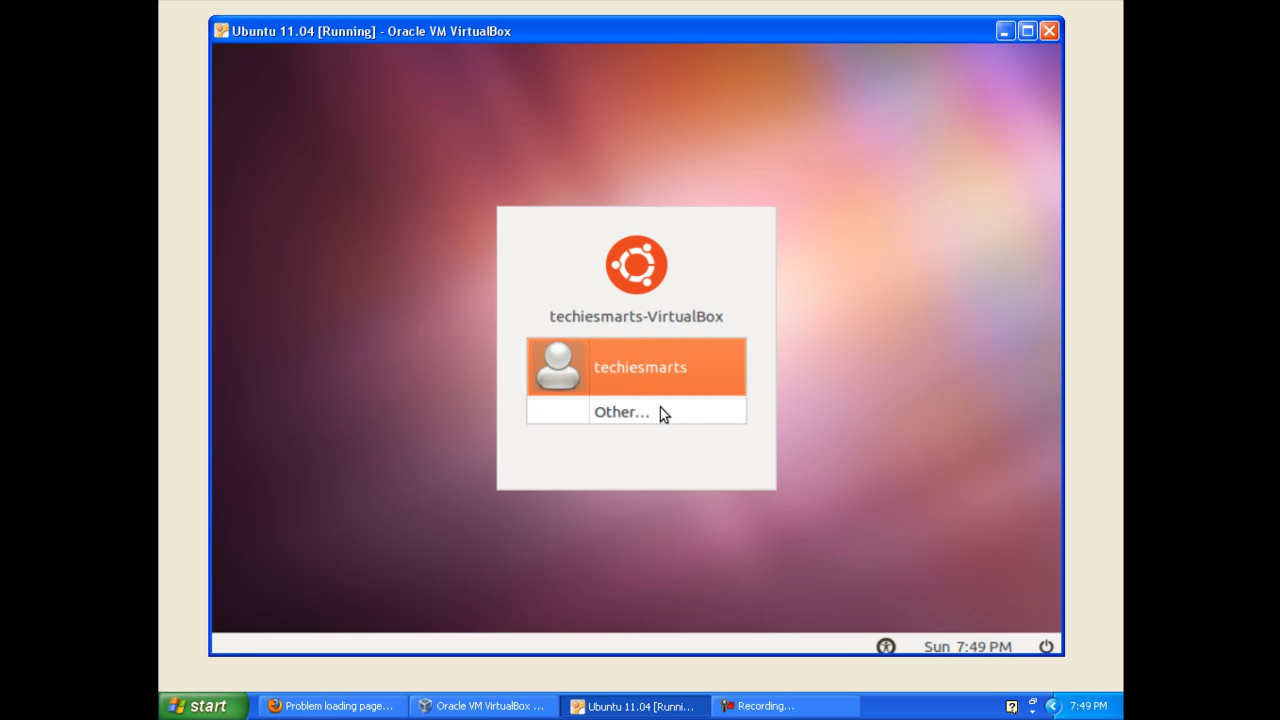 Ubuntu 11.04 [Running] - Oracle VM VirtualBox
techiesmarts-VirtualBox
techiesmarts
Other...
Sun 7:49 PM
start
Problem loading page...
Oracle VM VirtualBox ...
Ubuntu 11.04 [Runni...
Recording...
7:49 PM